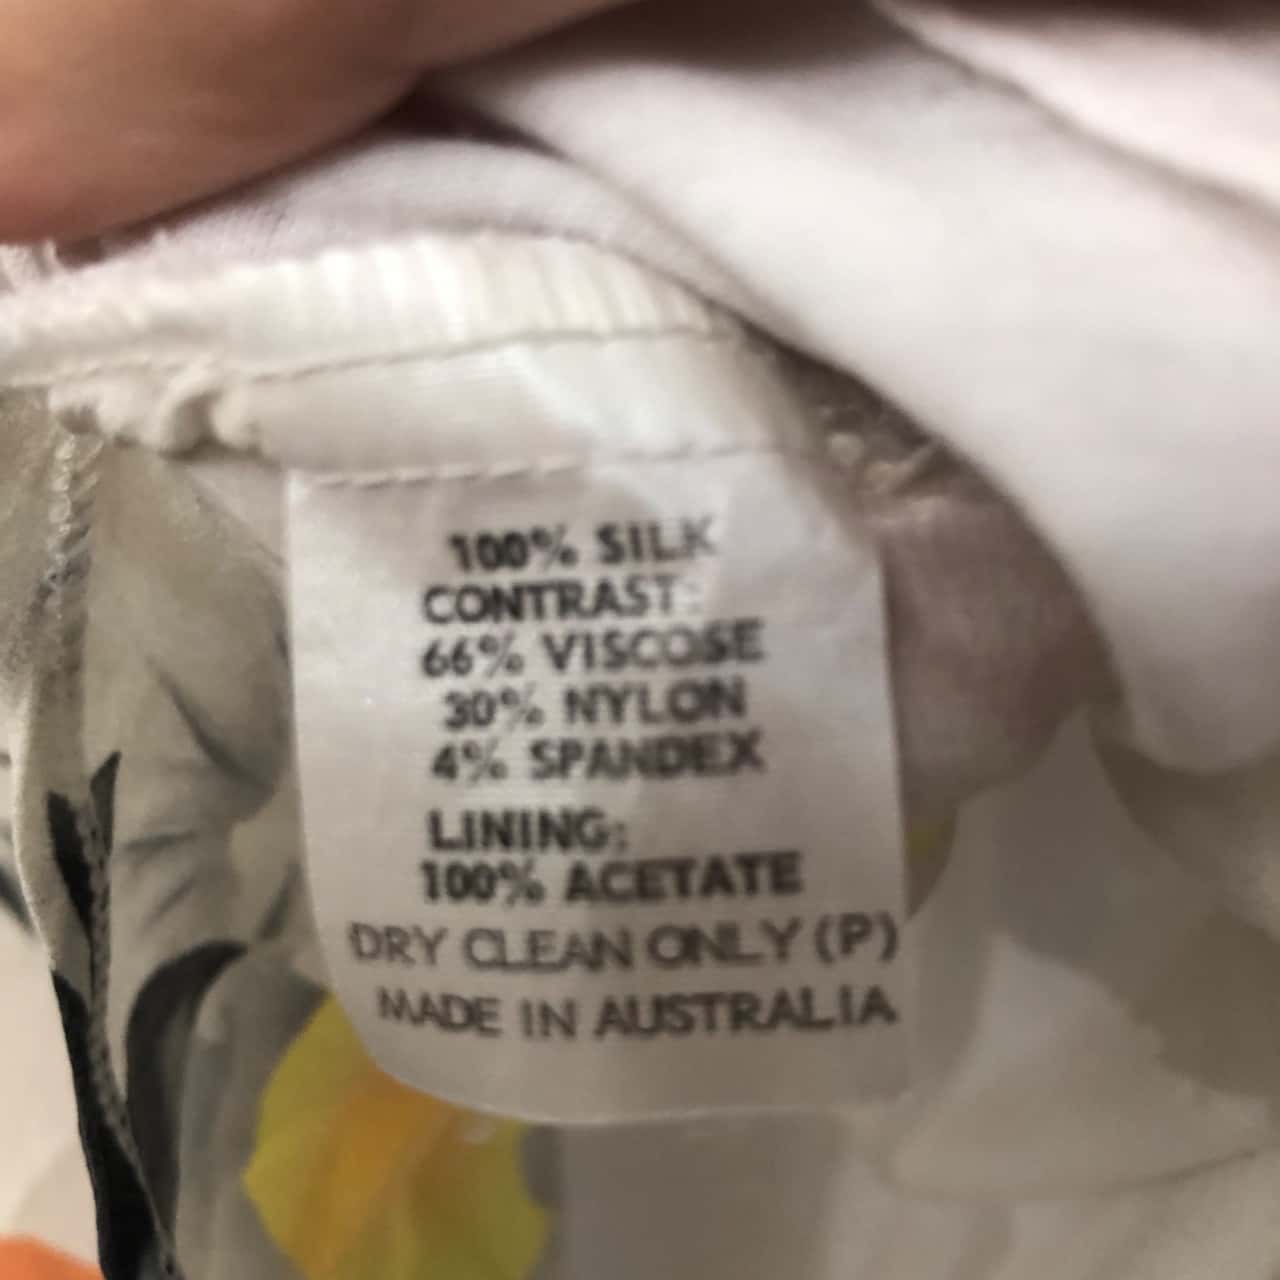 100% SILK
CONTRAST:
66% VISCOSE
30% NYLON
4% SPANDEX
LINING:
100% ACETATE
DRY CLEAN ONLY (P)
MADE IN AUSTRALIA